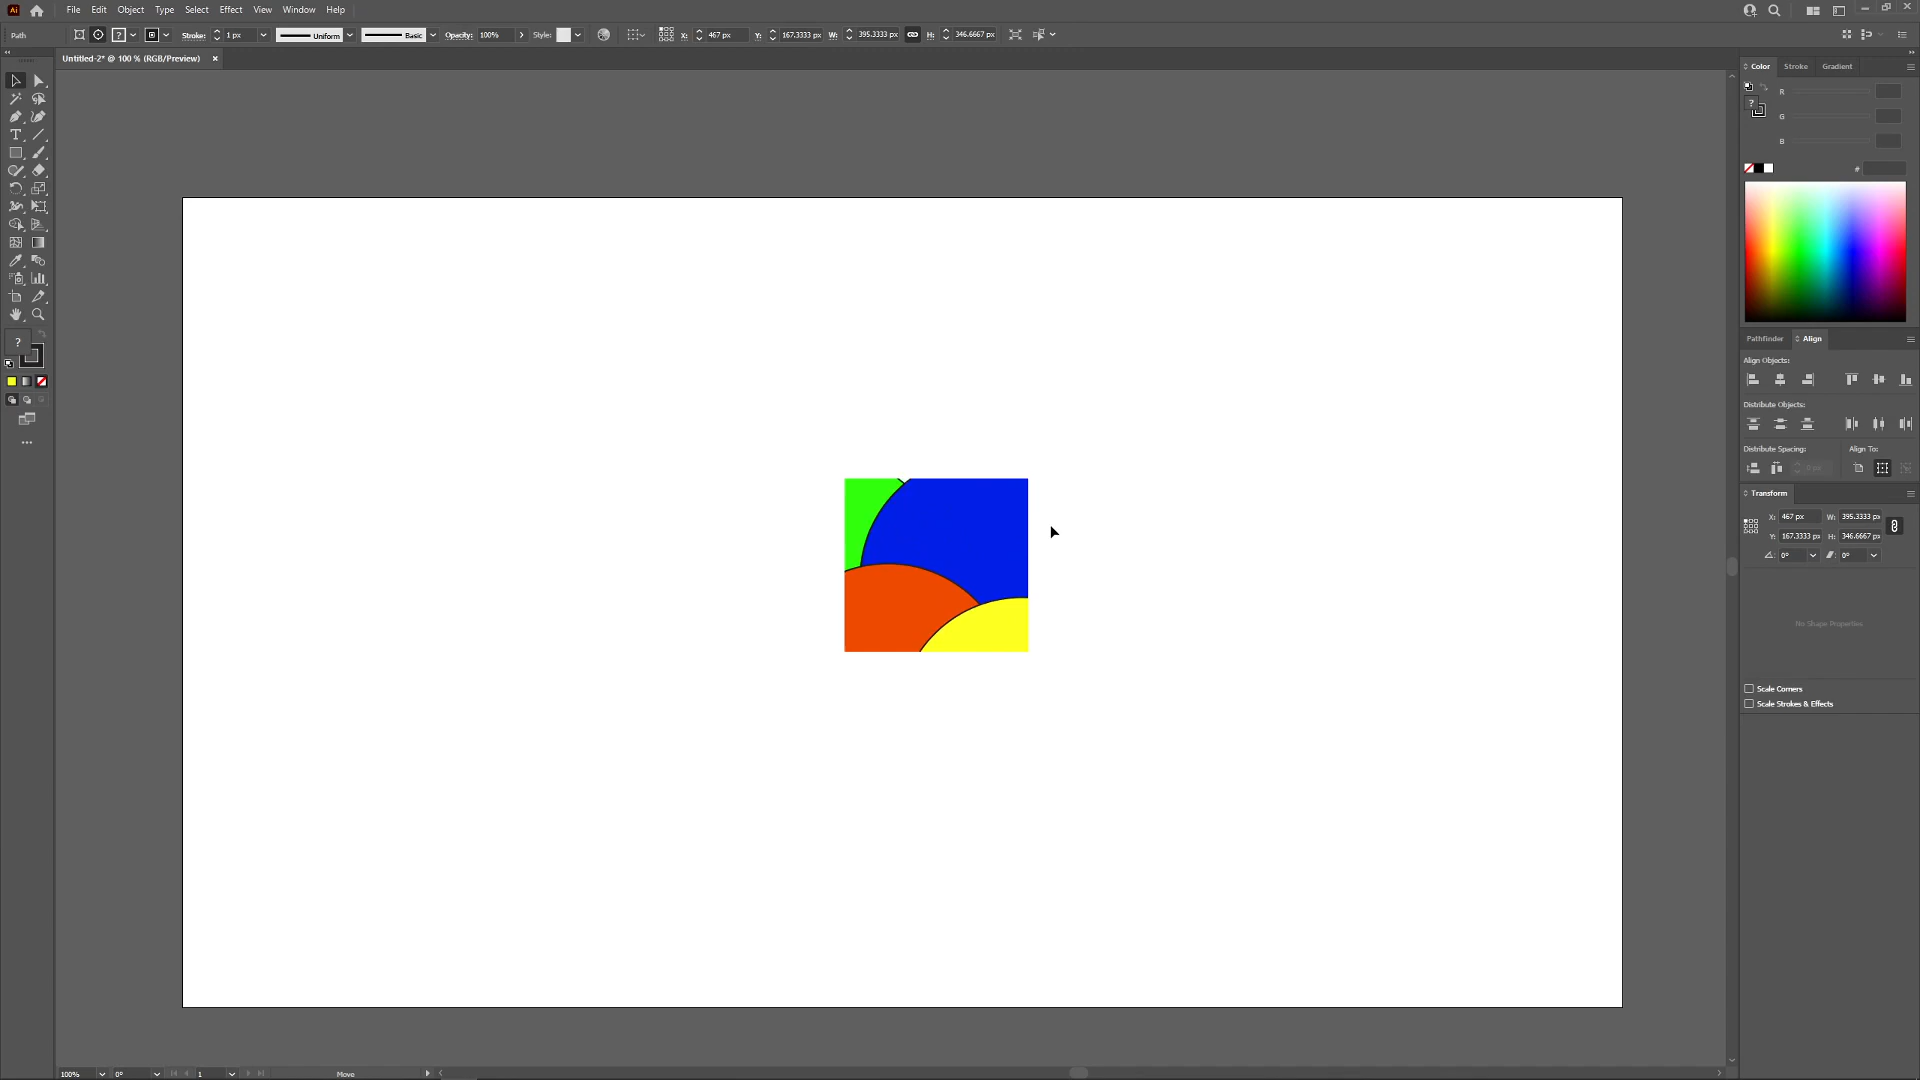 Ai File Edit Object Type Select Effect View Window Help
Path ? Stroke: 1 px Uniform Basic Opacity: 100% Style: X: 467 px Y: 167.3333 px W: 395.3333 px H: 346.6667 px
Untitled-2* @ 100 % (RGB/Preview) ×
Color Stroke Gradient
R
?
G
B
#
T
?
Pathfinder Align
Align Objects:
Distribute Objects:
Distribute Spacing: Align To:
0 px
Transform
X: 467 px W: 395.3333 px
Y: 167.3333 px H: 346.6667 px
0° 0°
No Shape Properties
Scale Corners
Scale Strokes & Effects
100% 0° 1 Move